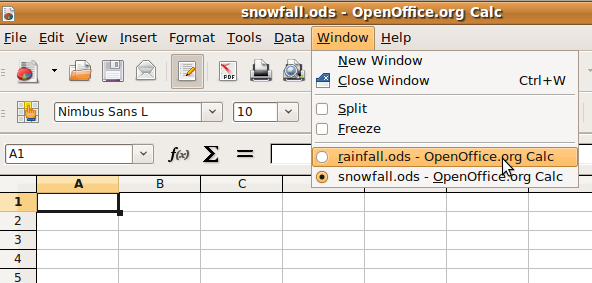 snowfall.ods - OpenOffice.org Calc
File Edit View Insert Format Tools Data Window Help
New Window
Close Window Ctrl+W
Split
Freeze
rainfall.ods - OpenOffice.org Calc
snowfall.ods - OpenOffice.org Calc
PDF
Nimbus Sans L 10
A1 f(x) Σ =
A B C
1
2
3
4
5